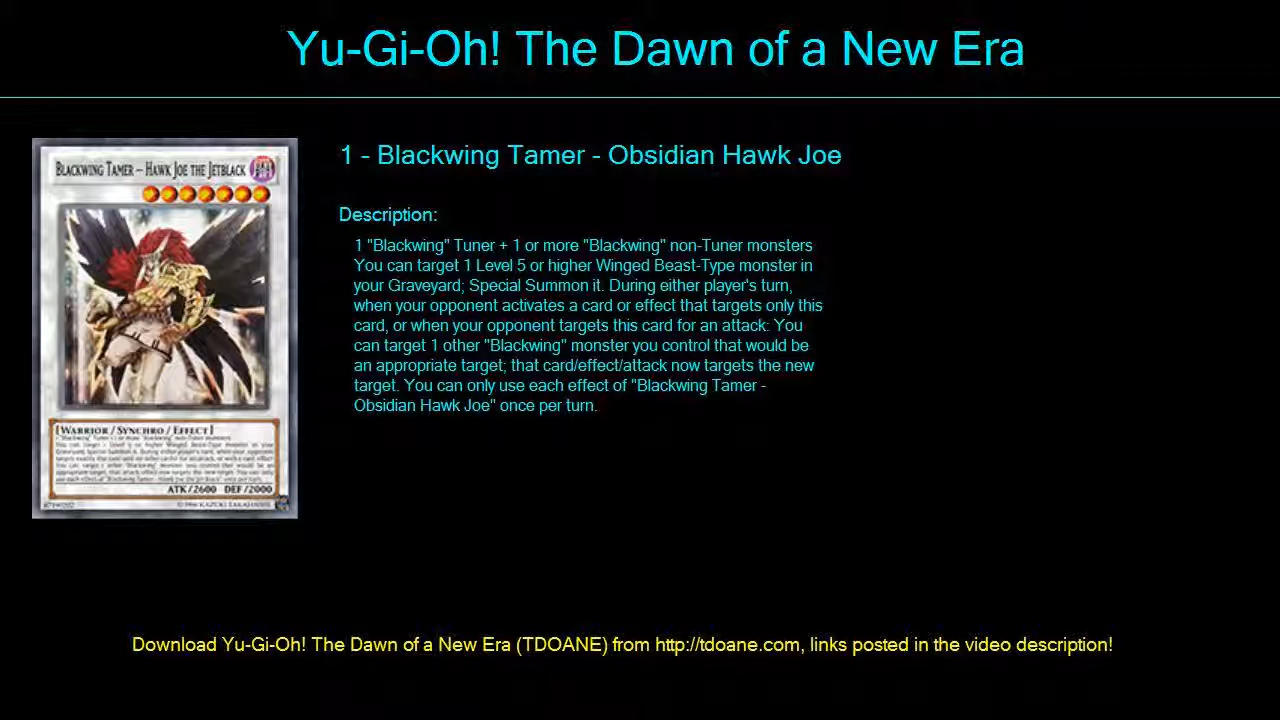 Yu-Gi-Oh! The Dawn of a New Era
BLACKWING TAMER – HAWK JOE THE JETBLACK
1 - Blackwing Tamer - Obsidian Hawk Joe
Description:
1 "Blackwing" Tuner + 1 or more "Blackwing" non-Tuner monsters
You can target 1 Level 5 or higher Winged Beast-Type monster in
your Graveyard; Special Summon it. During either player's turn,
when your opponent activates a card or effect that targets only this
card, or when your opponent targets this card for an attack: You
can target 1 other "Blackwing" monster you control that would be
an appropriate target; that card/effect/attack now targets the new
target. You can only use each effect of "Blackwing Tamer -
Obsidian Hawk Joe" once per turn.
[WARRIOR / SYNCHRO / EFFECT]
ATK/2600 DEF/2000
Download Yu-Gi-Oh! The Dawn of a New Era (TDOANE) from http://tdoane.com, links posted in the video description!